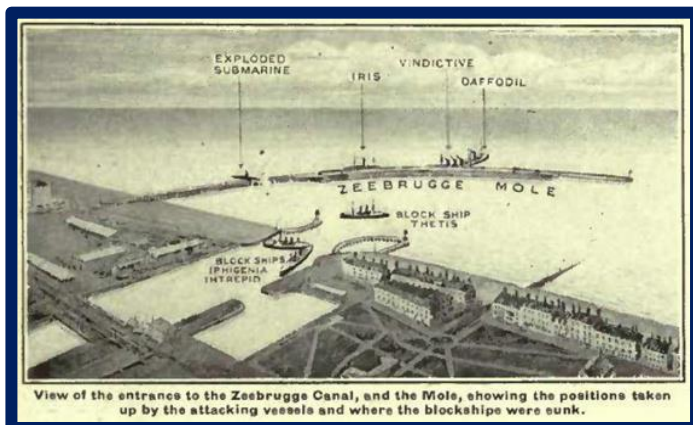 EXPLODED
SUBMARINE
IRIS
VINDICTIVE
DAFFODIL
ZEEBRUGGE MOLE
BLOCK SHIP
THETIS
BLOCK SHIPS
IPHIGENIA
INTREPID
View of the entrance to the Zeebrugge Canal, and the Mole, showing the positions taken
up by the attacking vessels and where the blockships were sunk.